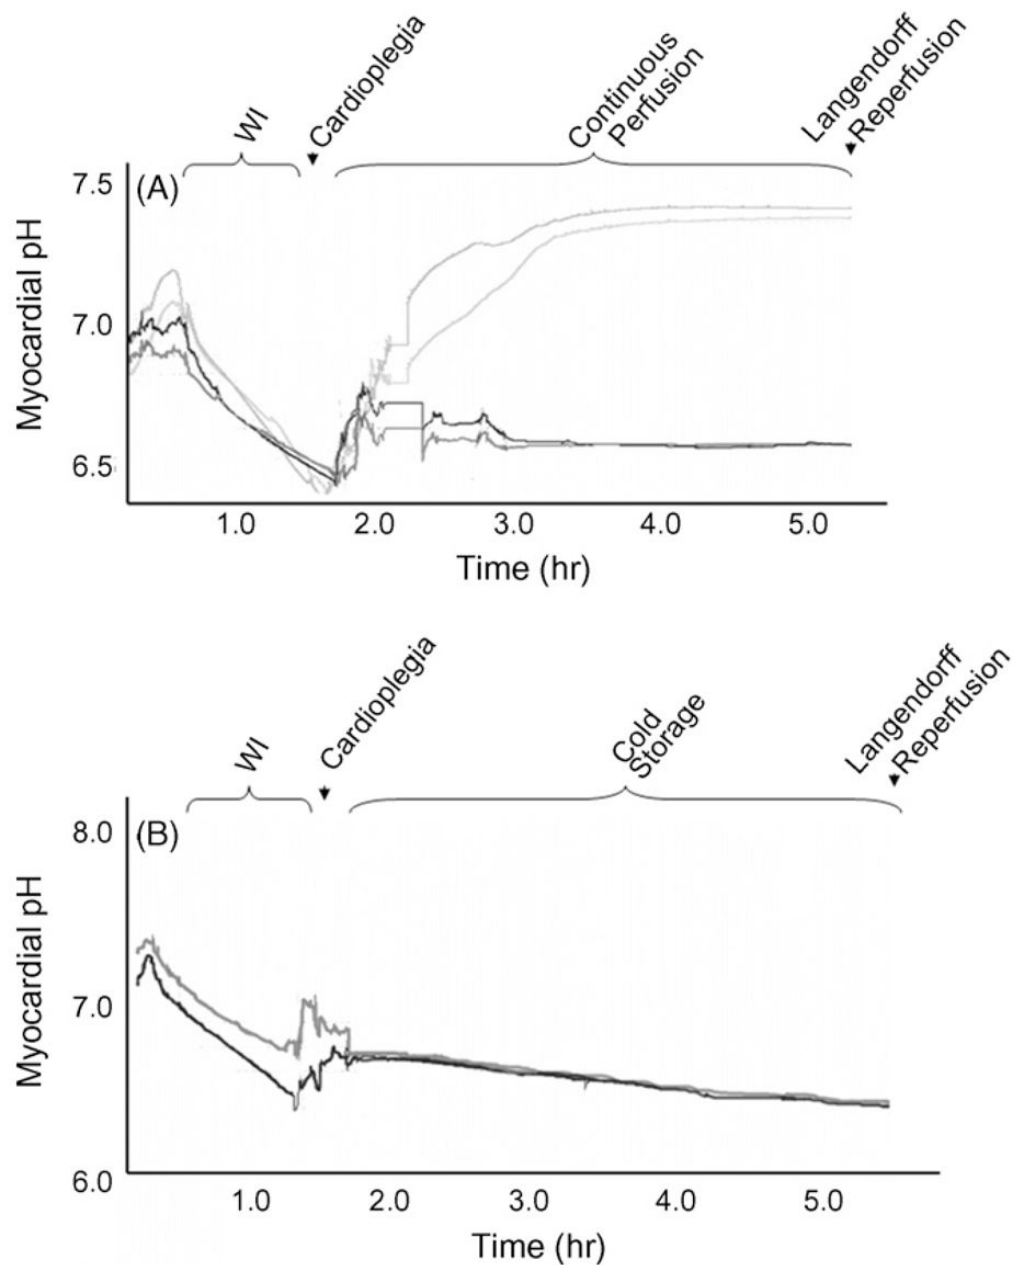 WI
Cardioplegia
Continuous
Perfusion
Langendorff
Reperfusion
(A)
7.5
7.0
6.5
Myocardial pH
1.0 2.0 3.0 4.0 5.0
Time (hr)
WI
Cardioplegia
Cold
Storage
Langendorff
Reperfusion
(B)
8.0
7.0
6.0
Myocardial pH
1.0 2.0 3.0 4.0 5.0
Time (hr)